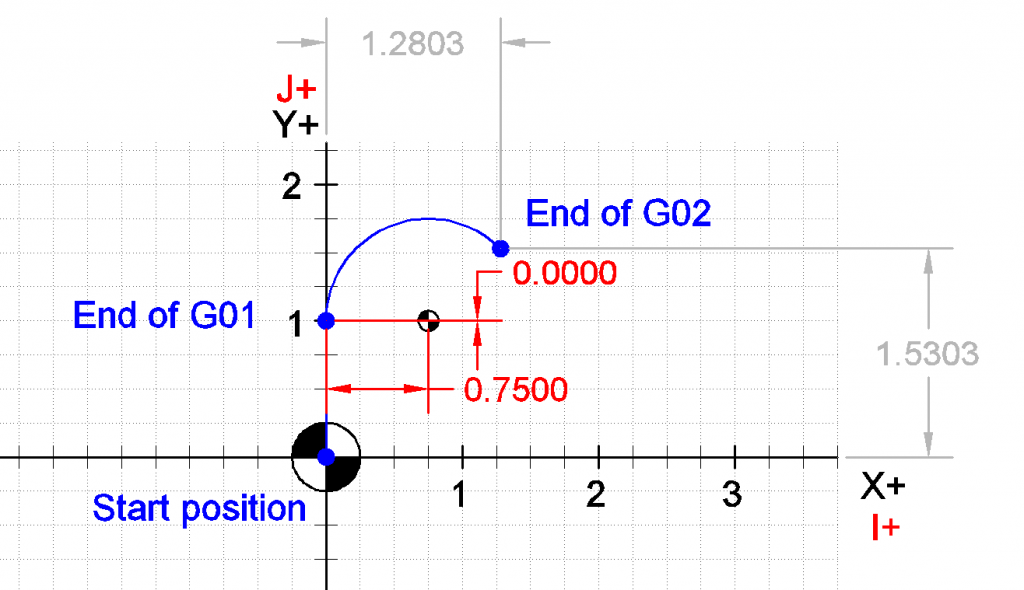 1.2803
J+
Y+
2
End of G02
0.0000
End of G01
1
1.5303
0.7500
X+
1
2
3
Start position
I+